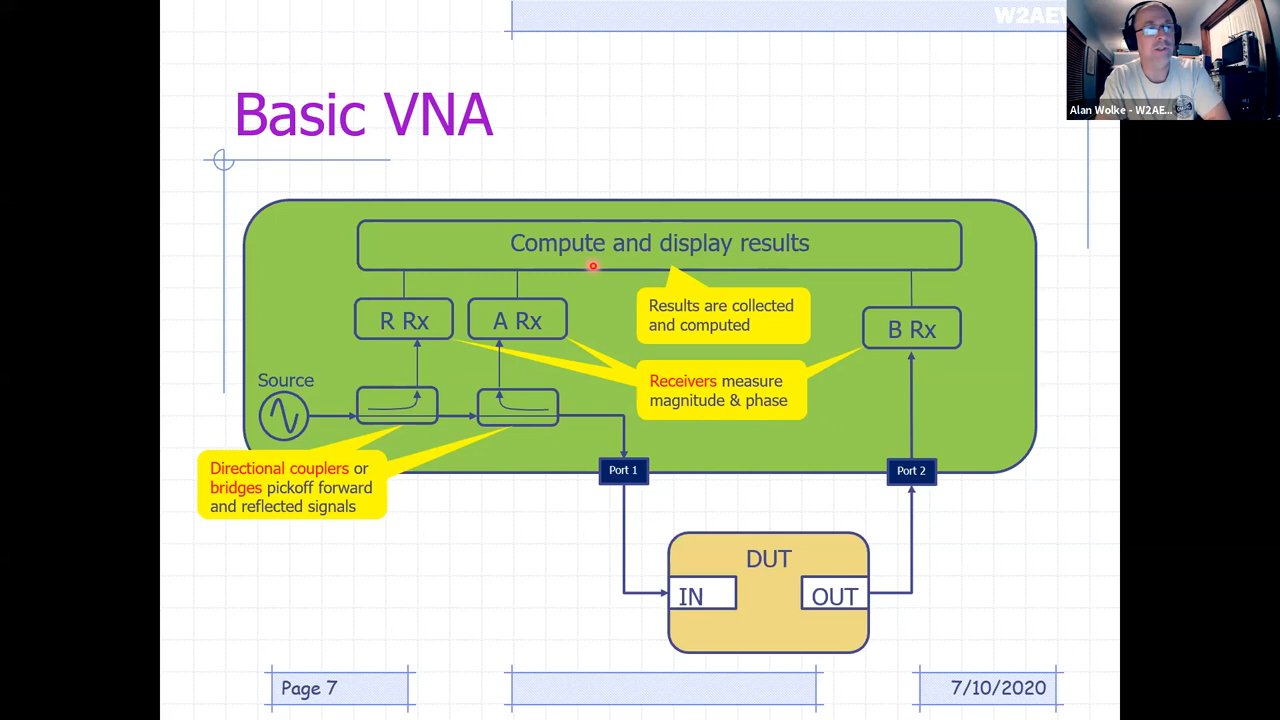 W2AEW
Alan Wolke - W2AE...
Basic VNA
Compute and display results
R Rx
A Rx
Results are collected
and computed
B Rx
Source
Receivers measure
magnitude & phase
Directional couplers or
bridges pickoff forward
and reflected signals
Port 1
Port 2
DUT
IN
OUT
Page 7
7/10/2020